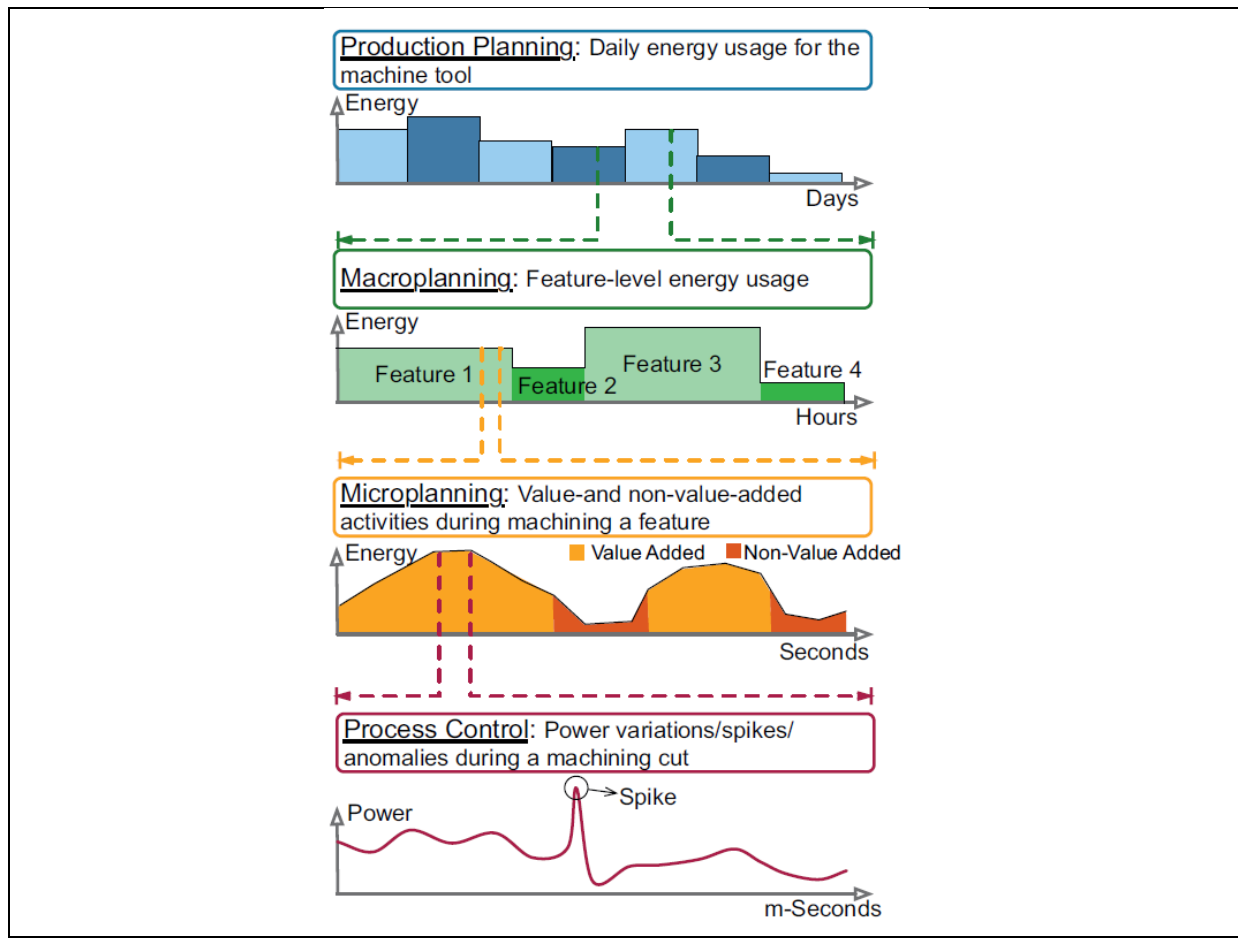 Production Planning: Daily energy usage for the
machine tool
Energy
Days
Macroplanning: Feature-level energy usage
Energy
Feature 1
Feature 2
Feature 3
Feature 4
Hours
Microplanning: Value-and non-value-added
activities during machining a feature
Energy
Value Added
Non-Value Added
Seconds
Process Control: Power variations/spikes/
anomalies during a machining cut
Spike
Power
m-Seconds